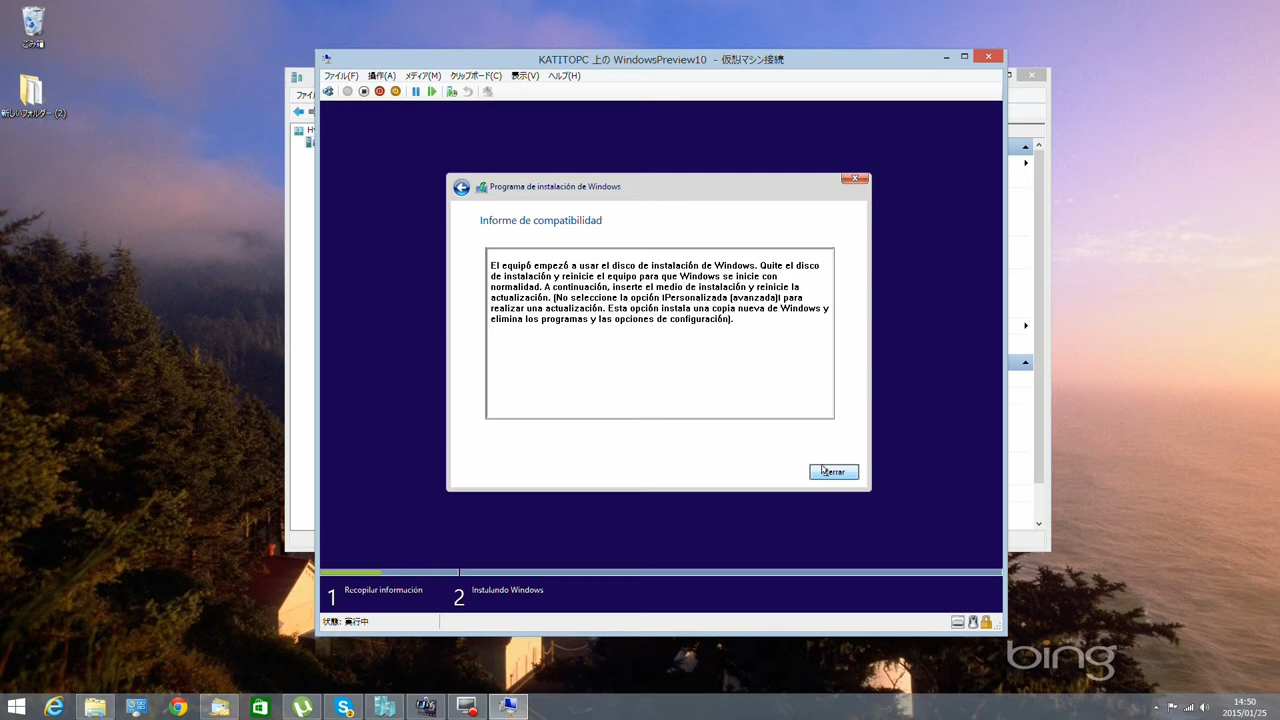 ごみ箱
新しいフォルダー (2)
KATITOPC 上の WindowsPreview10 - 仮想マシン接続
ファイル(F) 操作(A) メディア(M) クリップボード(C) 表示(V) ヘルプ(H)
Programa de instalación de Windows
Informe de compatibilidad
El equipó empezó a usar el disco de instalación de Windows. Quite el disco
de instalación y reinicie el equipo para que Windows se inicie con
normalidad. A continuación, inserte el medio de instalación y reinicie la
actualización. (No seleccione la opción |Personalizada (avanzada)| para
realizar una actualización. Esta opción instala una copia nueva de Windows y
elimina los programas y las opciones de configuración).
1 Recopilar información 2 Instalando Windows
状態: 実行中
bing
14:50
2015/01/25